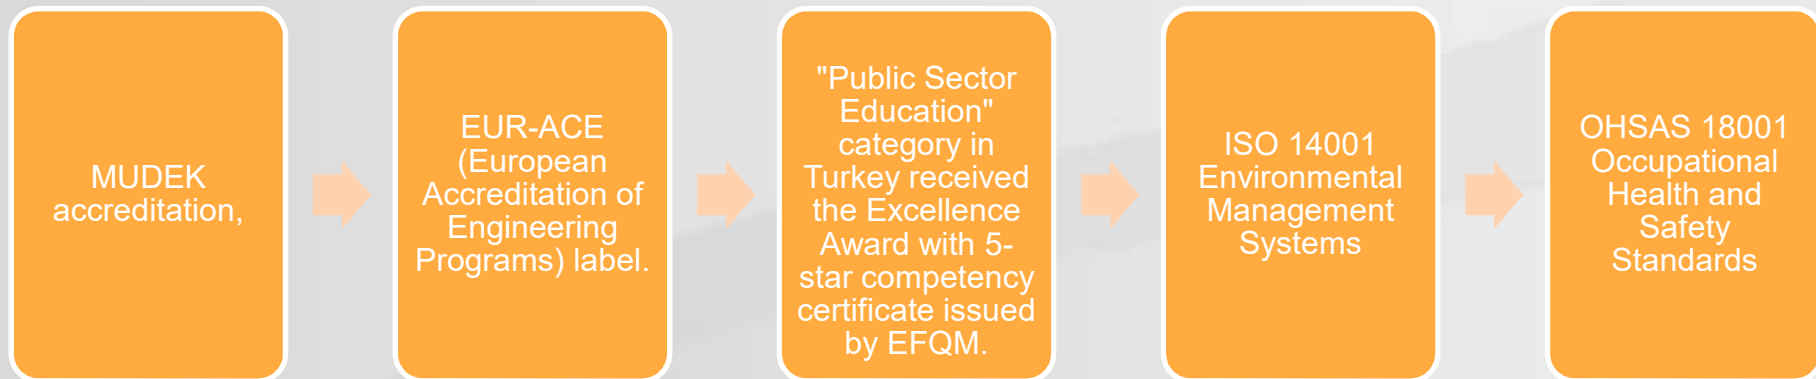 MUDEK
accreditation,
EUR-ACE
(European
Accreditation of
Engineering
Programs) label.
"Public Sector
Education"
category in
Turkey received
the Excellence
Award with 5-
star competency
certificate issued
by EFQM.
ISO 14001
Environmental
Management
Systems
OHSAS 18001
Occupational
Health and
Safety
Standards